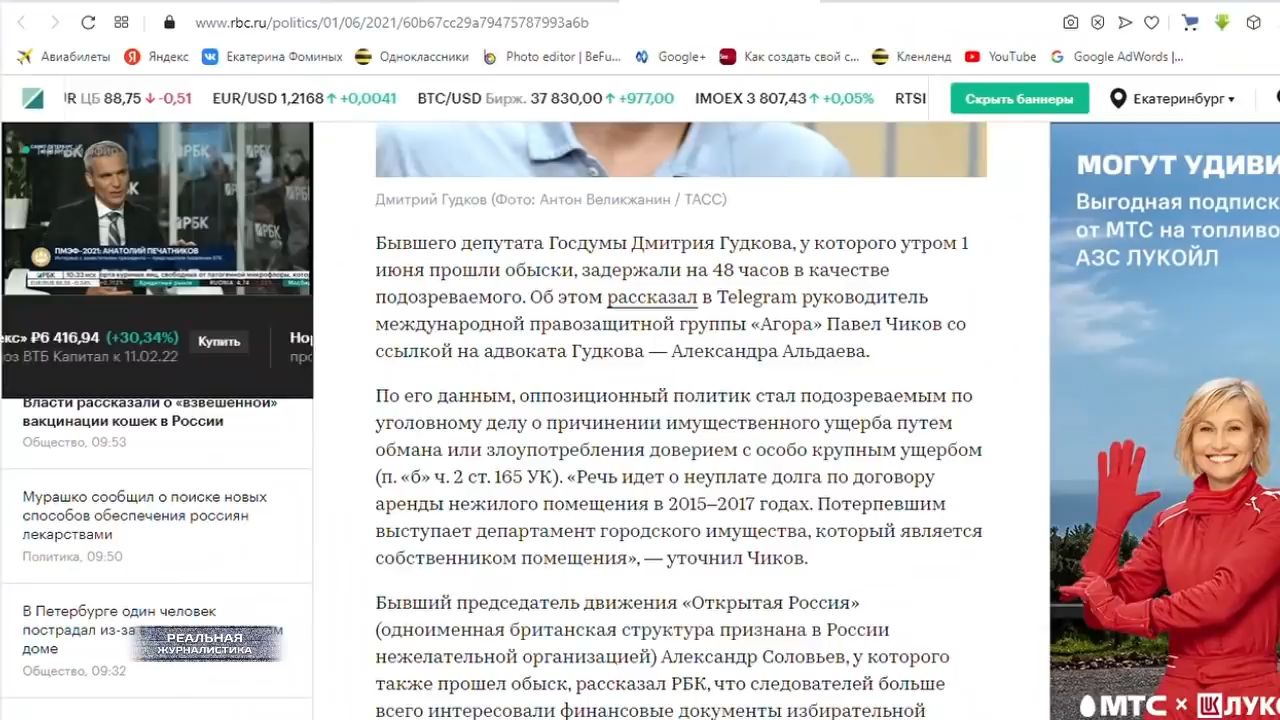 www.rbc.ru/politics/01/06/2021/60b67cc29a79475787993a6b
Авиабилеты
Яндекс
Екатерина Фоминых
Одноклассники
Photo editor | BeFu...
Google+
Как создать свой с...
Кленленд
YouTube
Google AdWords |...
ЦБ 88,75 -0,51
EUR/USD 1,2168 +0,0041
BTC/USD Бирж. 37 830,00 +977,00
IMOEX 3 807,43 +0,05%
RTSI
Скрыть баннеры
Екатеринбург
РБК
ПМЭФ-2021: АНАТОЛИЙ ПЕЧАТНИКОВ
₽6 416,94 (+30,34%)
Купить
ВТБ Капитал к 11.02.22
Власти рассказали о «взвешенной»
вакцинации кошек в России
Общество, 09:53
Мурашко сообщил о поиске новых
способов обеспечения россиян
лекарствами
Политика, 09:50
В Петербурге один человек
пострадал из-за
доме
Общество, 09:32
РЕАЛЬНАЯ
ЖУРНАЛИСТИКА
Дмитрий Гудков (Фото: Антон Великжанин / ТАСС)
Бывшего депутата Госдумы Дмитрия Гудкова, у которого утром 1
июня прошли обыски, задержали на 48 часов в качестве
подозреваемого. Об этом рассказал в Telegram руководитель
международной правозащитной группы «Агора» Павел Чиков со
ссылкой на адвоката Гудкова — Александра Альдаева.
По его данным, оппозиционный политик стал подозреваемым по
уголовному делу о причинении имущественного ущерба путем
обмана или злоупотребления доверием с особо крупным ущербом
(п. «б» ч. 2 ст. 165 УК). «Речь идет о неуплате долга по договору
аренды нежилого помещения в 2015–2017 годах. Потерпевшим
выступает департамент городского имущества, который является
собственником помещения», — уточнил Чиков.
Бывший председатель движения «Открытая Россия»
(одноименная британская структура признана в России
нежелательной организацией) Александр Соловьев, у которого
также прошел обыск, рассказал РБК, что следователей больше
всего интересовали финансовые документы избирательной
МОГУТ УДИВИ
Выгодная подписк
от МТС на топливо
АЗС ЛУКОЙЛ
МТС × ЛУКО